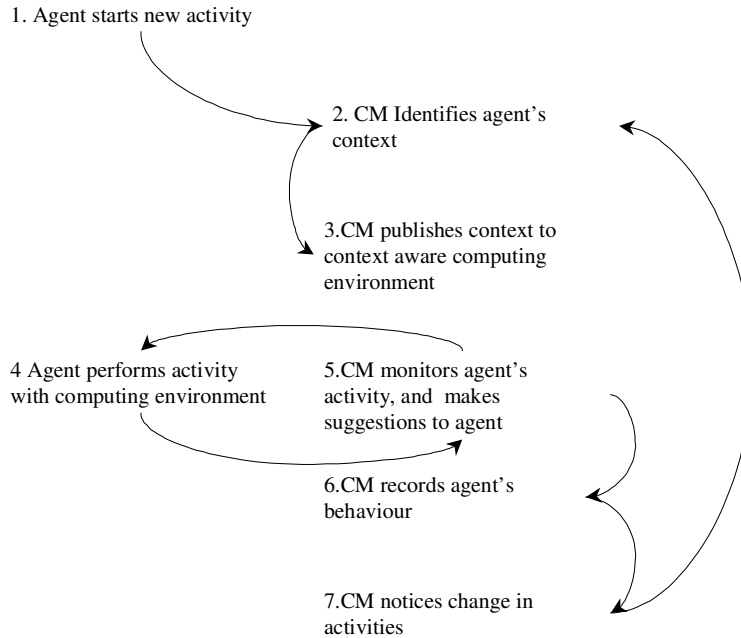 1. Agent starts new activity
2. CM Identifies agent's
context
3.CM publishes context to
context aware computing
environment
4 Agent performs activity
with computing environment
5.CM monitors agent's
activity, and  makes
suggestions to agent
6.CM records agent's
behaviour
7.CM notices change in
activities